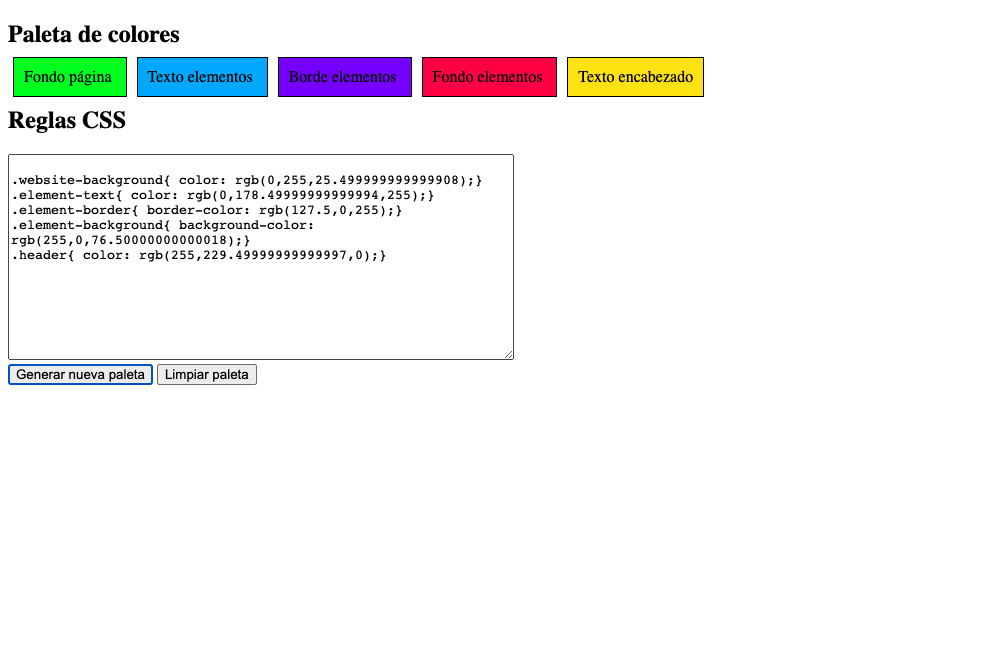 Paleta de colores
Fondo página Texto elementos Borde elementos Fondo elementos Texto encabezado
Reglas CSS
.website-background{ color: rgb(0,255,25.499999999999908);}
.element-text{ color: rgb(0,178.49999999999994,255);}
.element-border{ border-color: rgb(127.5,0,255);}
.element-background{ background-color:
rgb(255,0,76.50000000000018);}
.header{ color: rgb(255,229.49999999999997,0);}
Generar nueva paleta Limpiar paleta